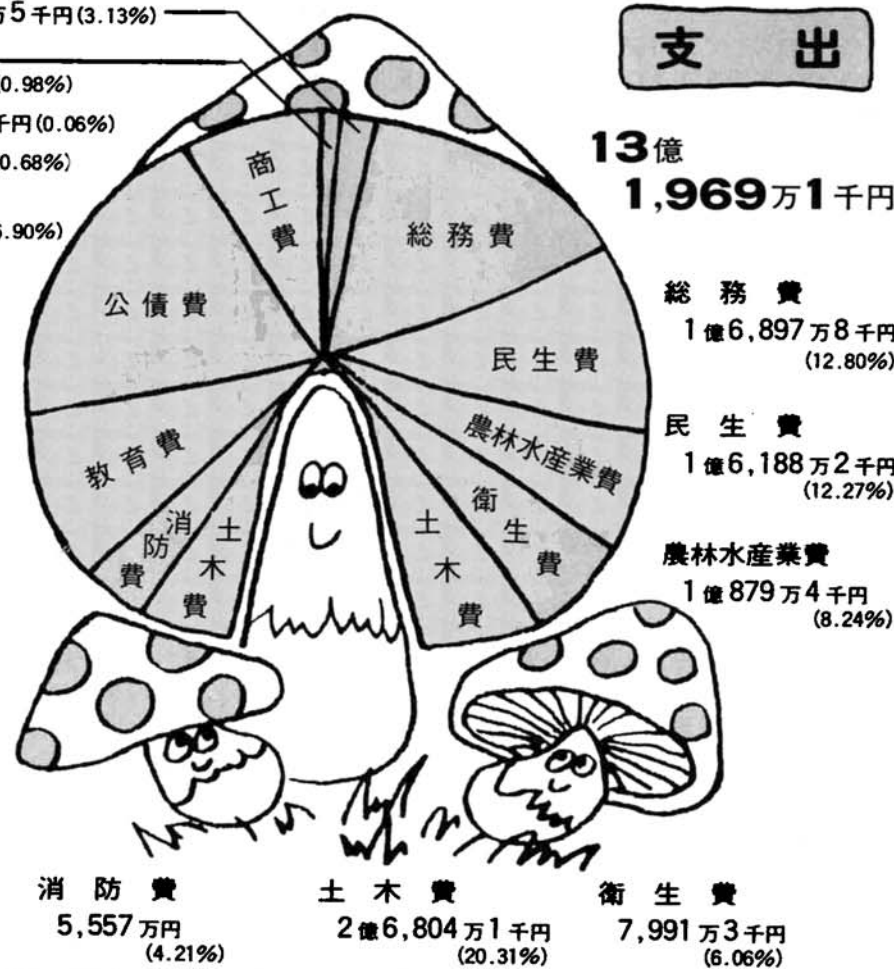 5千円(3.13%)
0.98%)
千円(0.06%)
0.68%)
6.90%)
支出
13億
1,969万1千円
総務費
1億6,897万8千円
(12.80%)
民生費
1億6,188万2千円
(12.27%)
農林水産業費
1億879万4千円
(8.24%)
商工費
総務費
公債費
民生費
教育費
農林水産業費
消防費
土木費
土木費
衛生費
消防費
5,557万円
(4.21%)
土木費
2億6,804万1千円
(20.31%)
衛生費
7,991万3千円
(6.06%)